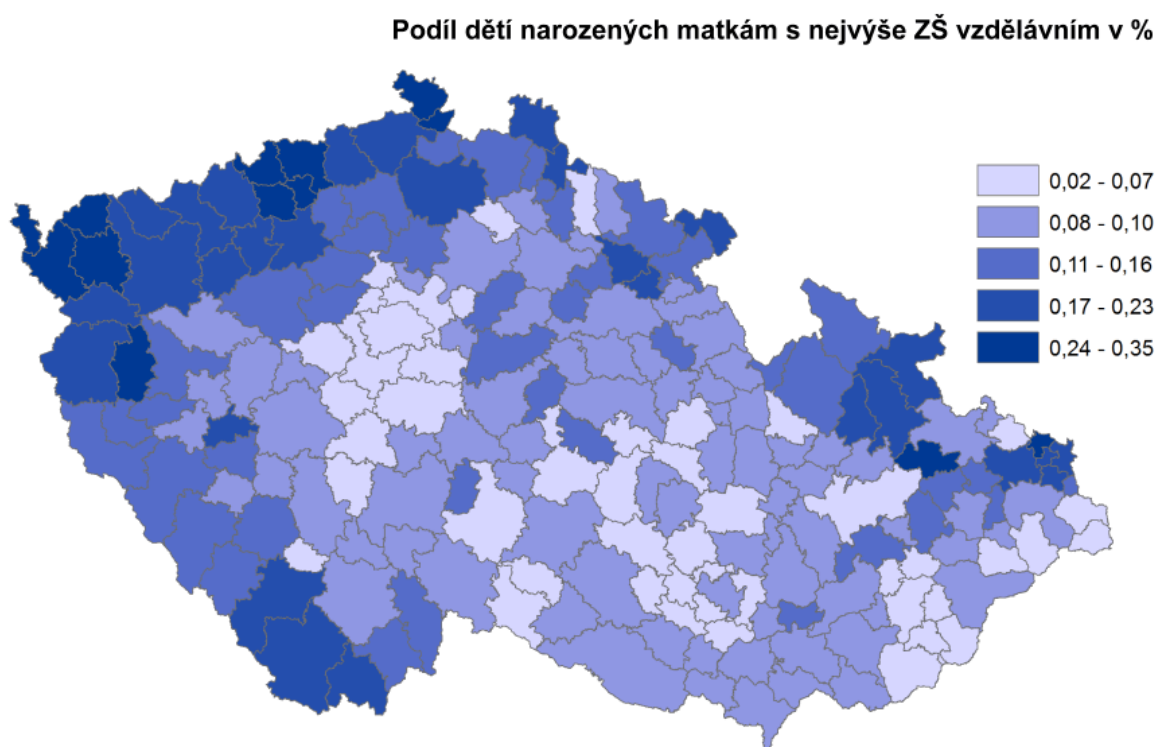 Podíl dětí narozených matkám s nejvýše ZŠ vzdělávním v %
0,02 - 0,07
0,08 - 0,10
0,11 - 0,16
0,17 - 0,23
0,24 - 0,35